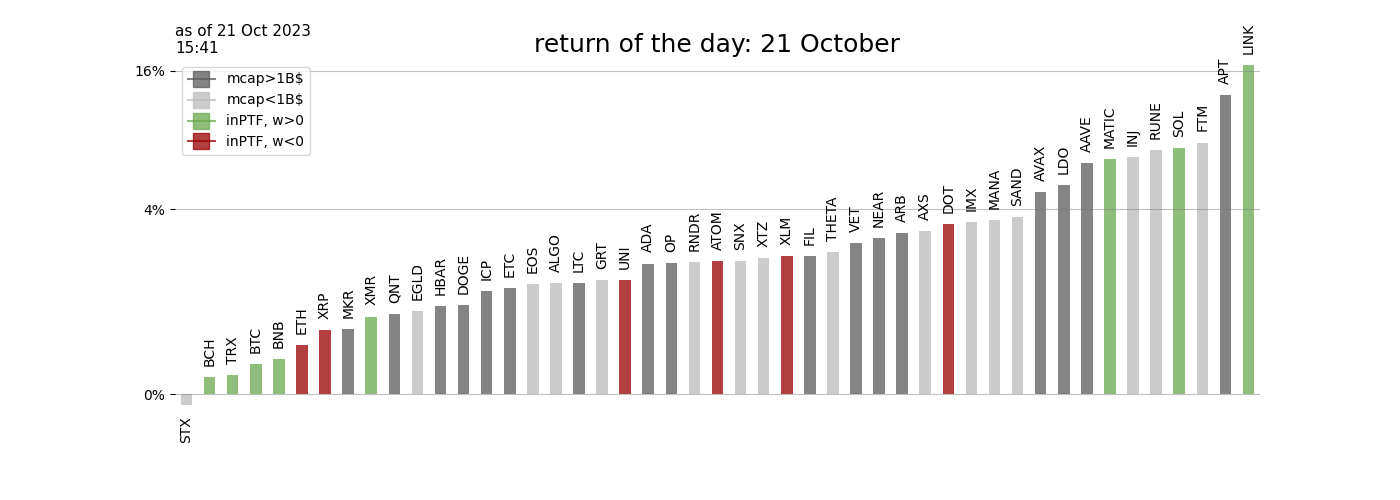 as of 21 Oct 2023
15:41
return of the day: 21 October
mcap>1B$
mcap<1B$
inPTF, w>0
inPTF, w<0
16%
4%
0%
STX
BCH
TRX
BTC
BNB
ETH
XRP
MKR
XMR
QNT
EGLD
HBAR
DOGE
ICP
ETC
EOS
ALGO
LTC
GRT
UNI
ADA
OP
RNDR
ATOM
SNX
XTZ
XLM
FIL
THETA
VET
NEAR
ARB
AXS
DOT
IMX
MANA
SAND
AVAX
LDO
AAVE
MATIC
INJ
RUNE
SOL
FTM
APT
LINK